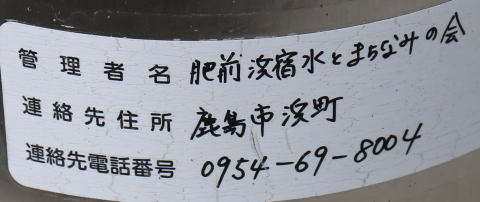 管理者名 肥前浜宿水とまちなみの会
連絡先住所 鹿島市浜町
連絡先電話番号 0954-69-8004